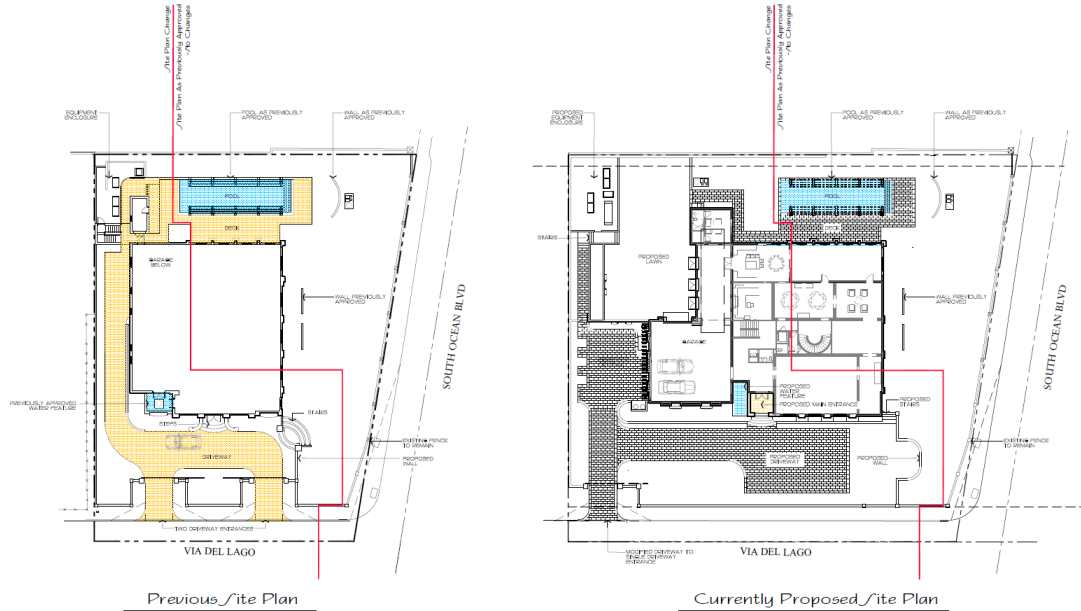 Site Plan Change
Site Plan As Previously Approved
-No Changes
EQUIPMENT
ENCLOSURE
POOL AS PREVIOUSLY
APPROVED
WALL AS PREVIOUSLY
APPROVED
POOL
DECK
GARAGE
BELOW
WALL PREVIOUSLY
APPROVED
SOUTH OCEAN BLVD
PREVIOUSLY APPROVED
WATER FEATURE
STEPS
STAIRS
DRIVEWAY
EXISTING FENCE
TO REMAIN
PROPOSED
WALL
TWO DRIVEWAY ENTRANCES
VIA DEL LAGO
Previous Site Plan
Site Plan Change
Site Plan As Previously Approved
-No Changes
PROPOSED
EQUIPMENT
ENCLOSURE
POOL AS PREVIOUSLY
APPROVED
WALL AS PREVIOUSLY
APPROVED
POOL
DECK
STAIRS
PROPOSED
LAWN
WALL PREVIOUSLY
APPROVED
SOUTH OCEAN BLVD
GARAGE
PROPOSED
WATER
FEATURE
PROPOSED MAIN ENTRANCE
PROPOSED
STAIRS
EXISTING FENCE
TO REMAIN
PROPOSED
DRIVEWAY
PROPOSED
WALL
MODIFIED DRIVEWAY TO
SINGLE DRIVEWAY
ENTRANCE
VIA DEL LAGO
Currently Proposed Site Plan